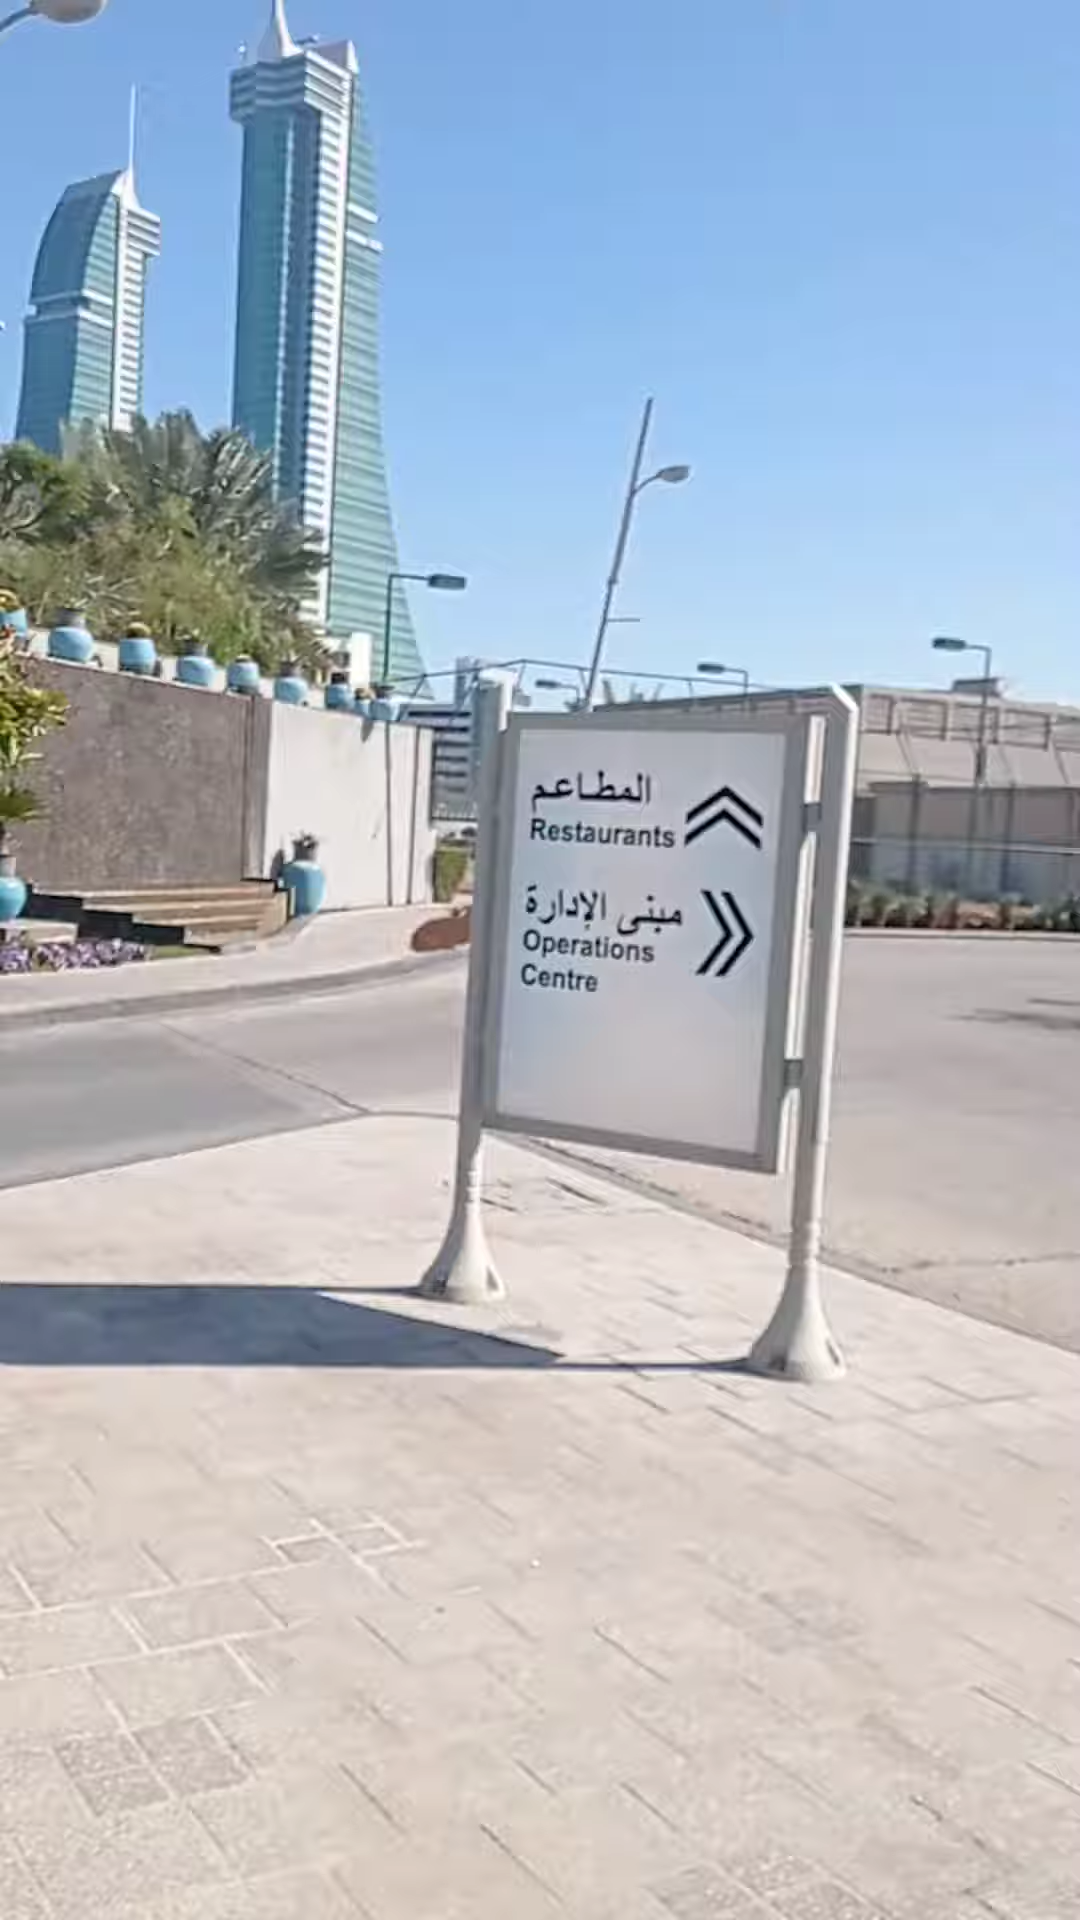 المطاعم
Restaurants
مبنى الإدارة
Operations
Centre